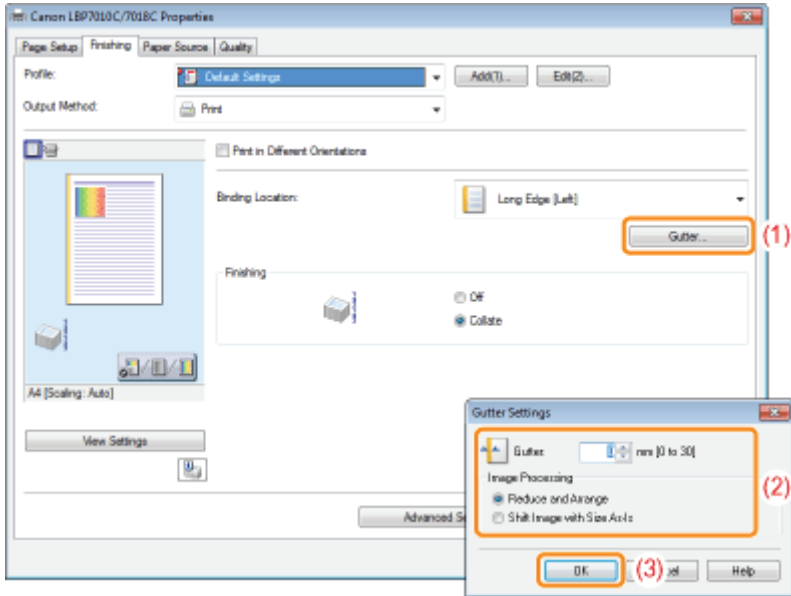 Canon LBP7010C/7018C Properties
Page Setup Finishing Paper Source Quality
Profile: Default Settings Add(1)... Edit(2)...
Output Method: Print
Print in Different Orientations
Binding Location: Long Edge [Left]
Gutter... (1)
Finishing
Off
Collate
A4 [Scaling: Auto]
View Settings
Advanced Se
Gutter Settings
Gutter: mm [0 to 30]
Image Processing
Reduce and Arrange
Shift Image with Size As-Is
(2)
OK (3) Help